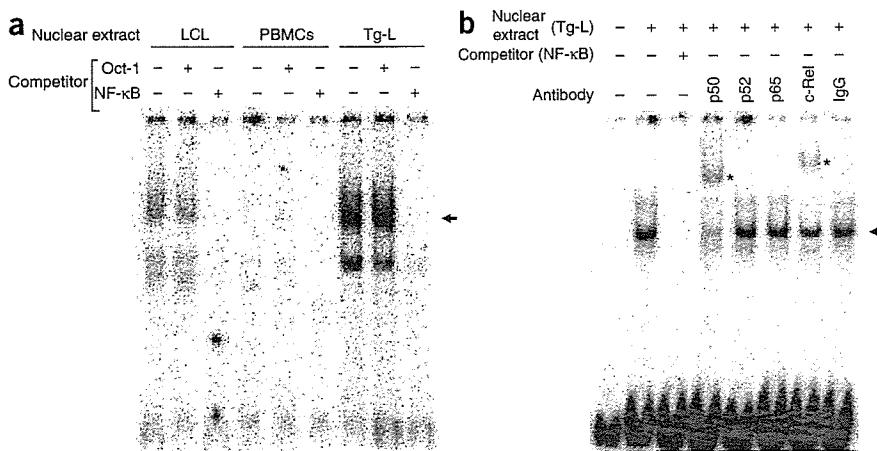 a
Nuclear extract LCL PBMCs Tg-L
Competitor
Oct-1 – + – – + – – + –
NF-κB – – + – – + – – +
b
Nuclear extract (Tg-L) – + + + + + + +
Competitor (NF-κB) – – + – – – – –
Antibody – – – p50 p52 p65 c-Rel IgG
*
*